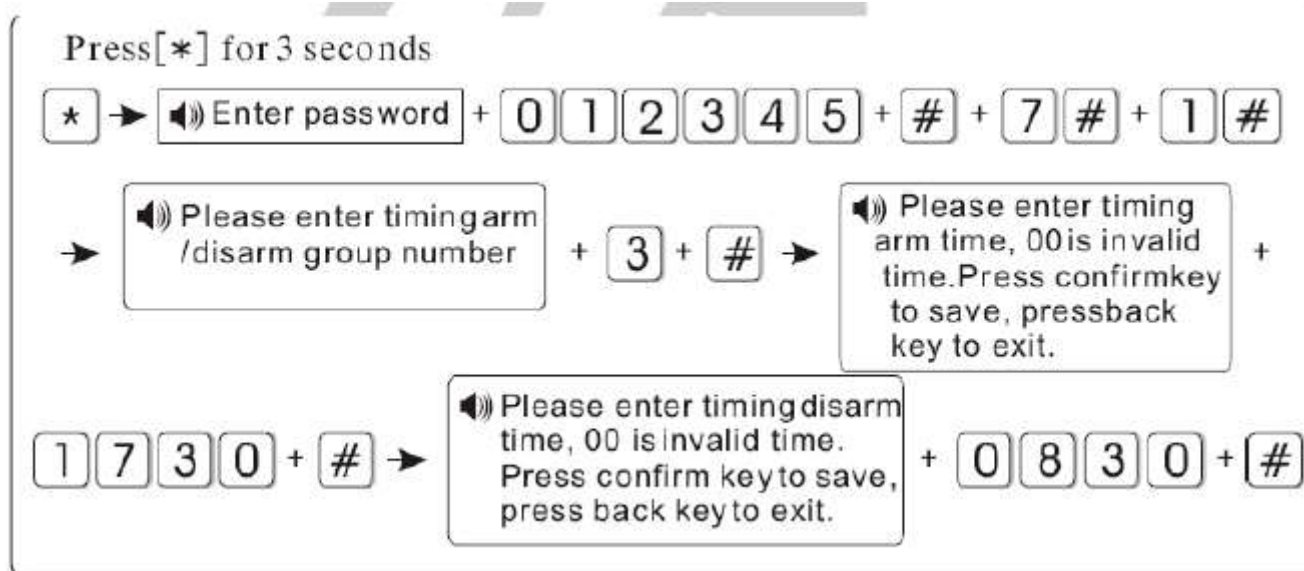 Press[*] for 3 seconds
* → Enter password + 0 1 2 3 4 5 + # + 7 # + 1 #
→ Please enter timing arm
/disarm group number + 3 + # → Please enter timing
arm time, 00 is invalid
time.Press confirmkey
to save, pressback
key to exit. +
1 7 3 0 + # → Please enter timing disarm
time, 00 is invalid time.
Press confirm key to save,
press back key to exit. + 0 8 3 0 + #